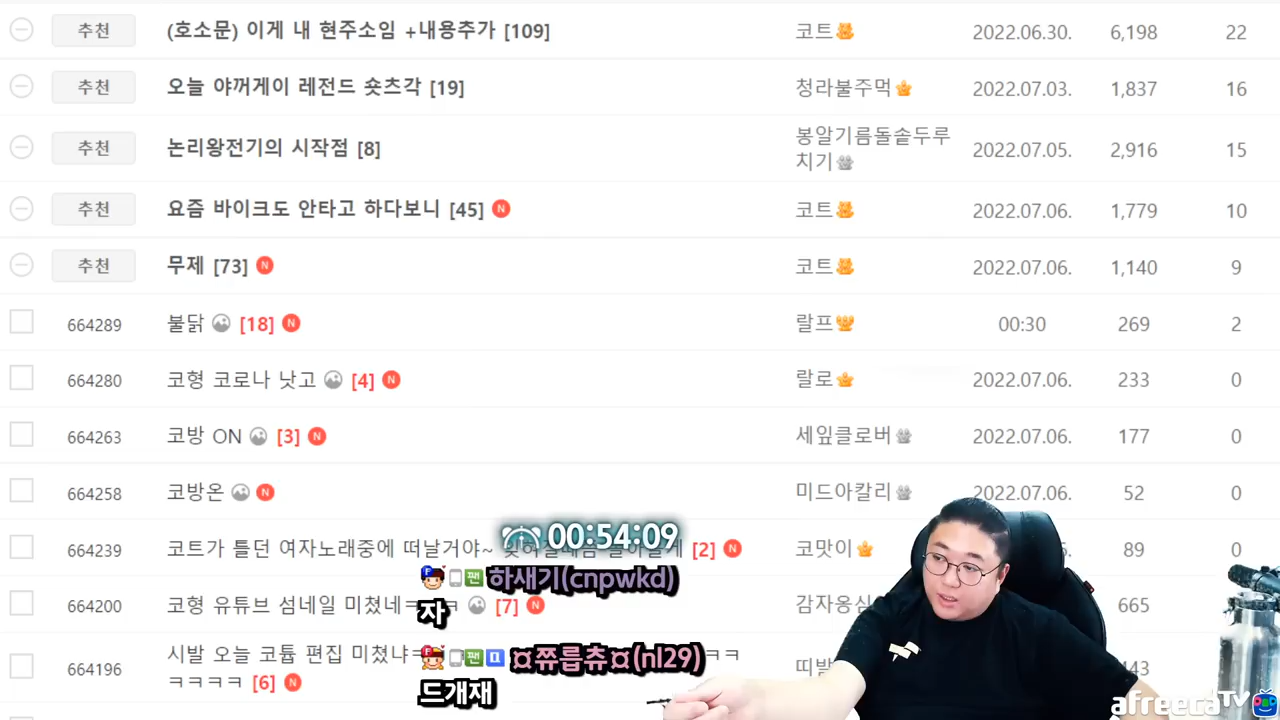 추천 (호소문) 이게 내 현주소임 +내용추가 [109] 코트 2022.06.30. 6,198 22
추천 오늘 야꺼게이 레전드 숏츠각 [19] 청라불주먹 2022.07.03. 1,837 16
추천 논리왕전기의 시작점 [8] 봉알기름돌솥두루 2022.07.05. 2,916 15
치기
추천 요즘 바이크도 안타고 하다보니 [45] N 코트 2022.07.06. 1,779 10
추천 무제 [73] N 코트 2022.07.06. 1,140 9
664289 불닭 [18] N 랄프 00:30 269 2
664280 코형 코로나 낫고 [4] N 랄로 2022.07.06. 233 0
664263 코방 ON [3] N 세잎클로버 2022.07.06. 177 0
664258 코방온 [2] N 미드아칼리 2022.07.06. 52 0
00:54:09
664239 코트가 틀던 여자노래중에 떠날거야~ [2] N 코맛이 89 0
하새기(cnpwkd)
664200 코형 유튜브 섬네일 미쳤네 [7] N 감자옹심 665
자
664196 시발 오늘 코튭 편집 미쳤냐 ㅋㅋ
ㅋㅋㅋㅋ [6] N 띠발
¤쮸릅츄¤(nl29)
드개재
afreecaTV